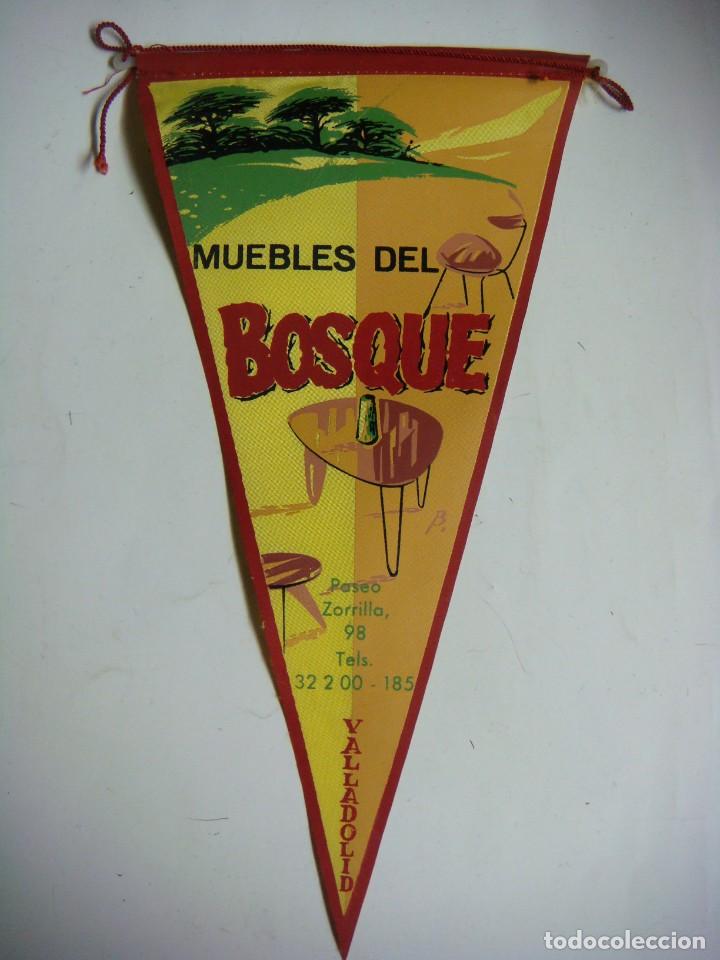 MUEBLES DEL
BOSQUE
B.
Paseo
Zorrilla,
98
Tels.
32 2 00 - 185
VALLADOLID
todocoleccion